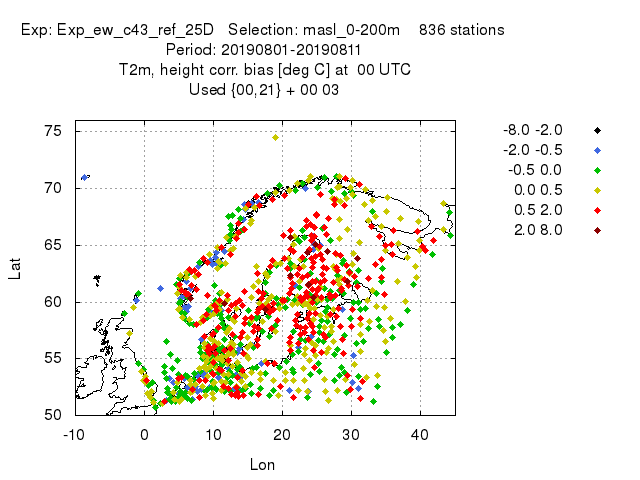 Exp: Exp_ew_c43_ref_25D   Selection: masl_0-200m    836 stations
Period: 20190801-20190811
T2m, height corr. bias [deg C] at  00 UTC
Used {00,21} + 00 03
-8.0 -2.0
-2.0 -0.5
-0.5 0.0
0.0 0.5
0.5 2.0
2.0 8.0
75
70
65
60
55
50
Lat
-10 0 10 20 30 40
Lon